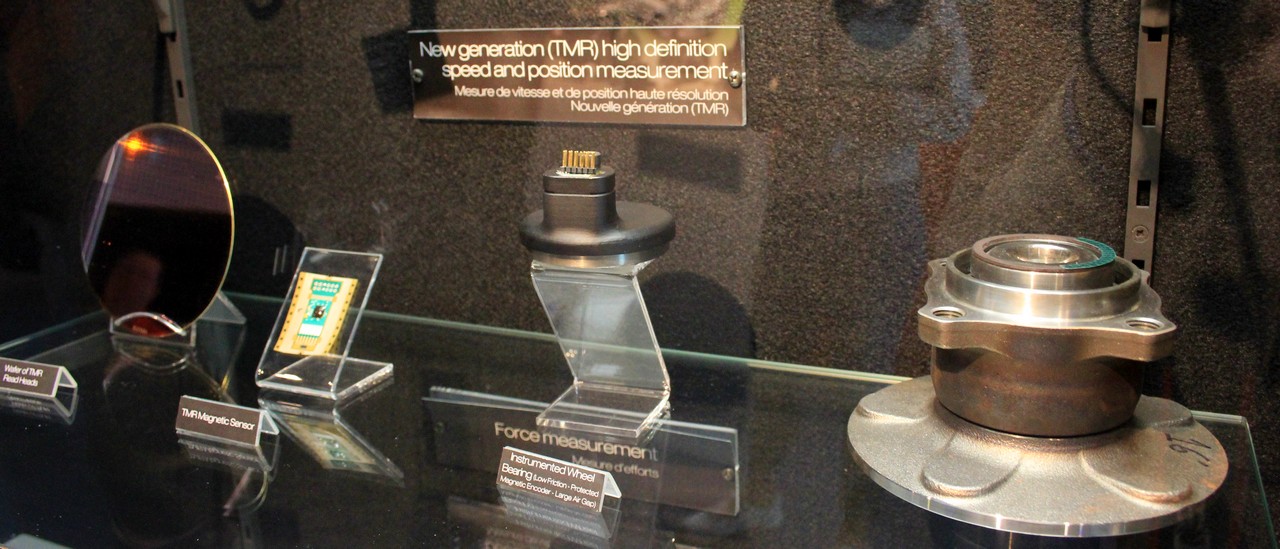 New generation (TMR) high definition
speed and position measurement
Mesure de vitesse et de position haute résolution
Nouvelle génération (TMR)
Wafer of TMR
Read Heads
TMR Magnetic Sensor
Force measurement
Mesure d'efforts
Instrumented Wheel
Bearing (Low Friction - Protected
Magnetic Encoder - Large Air Gap)